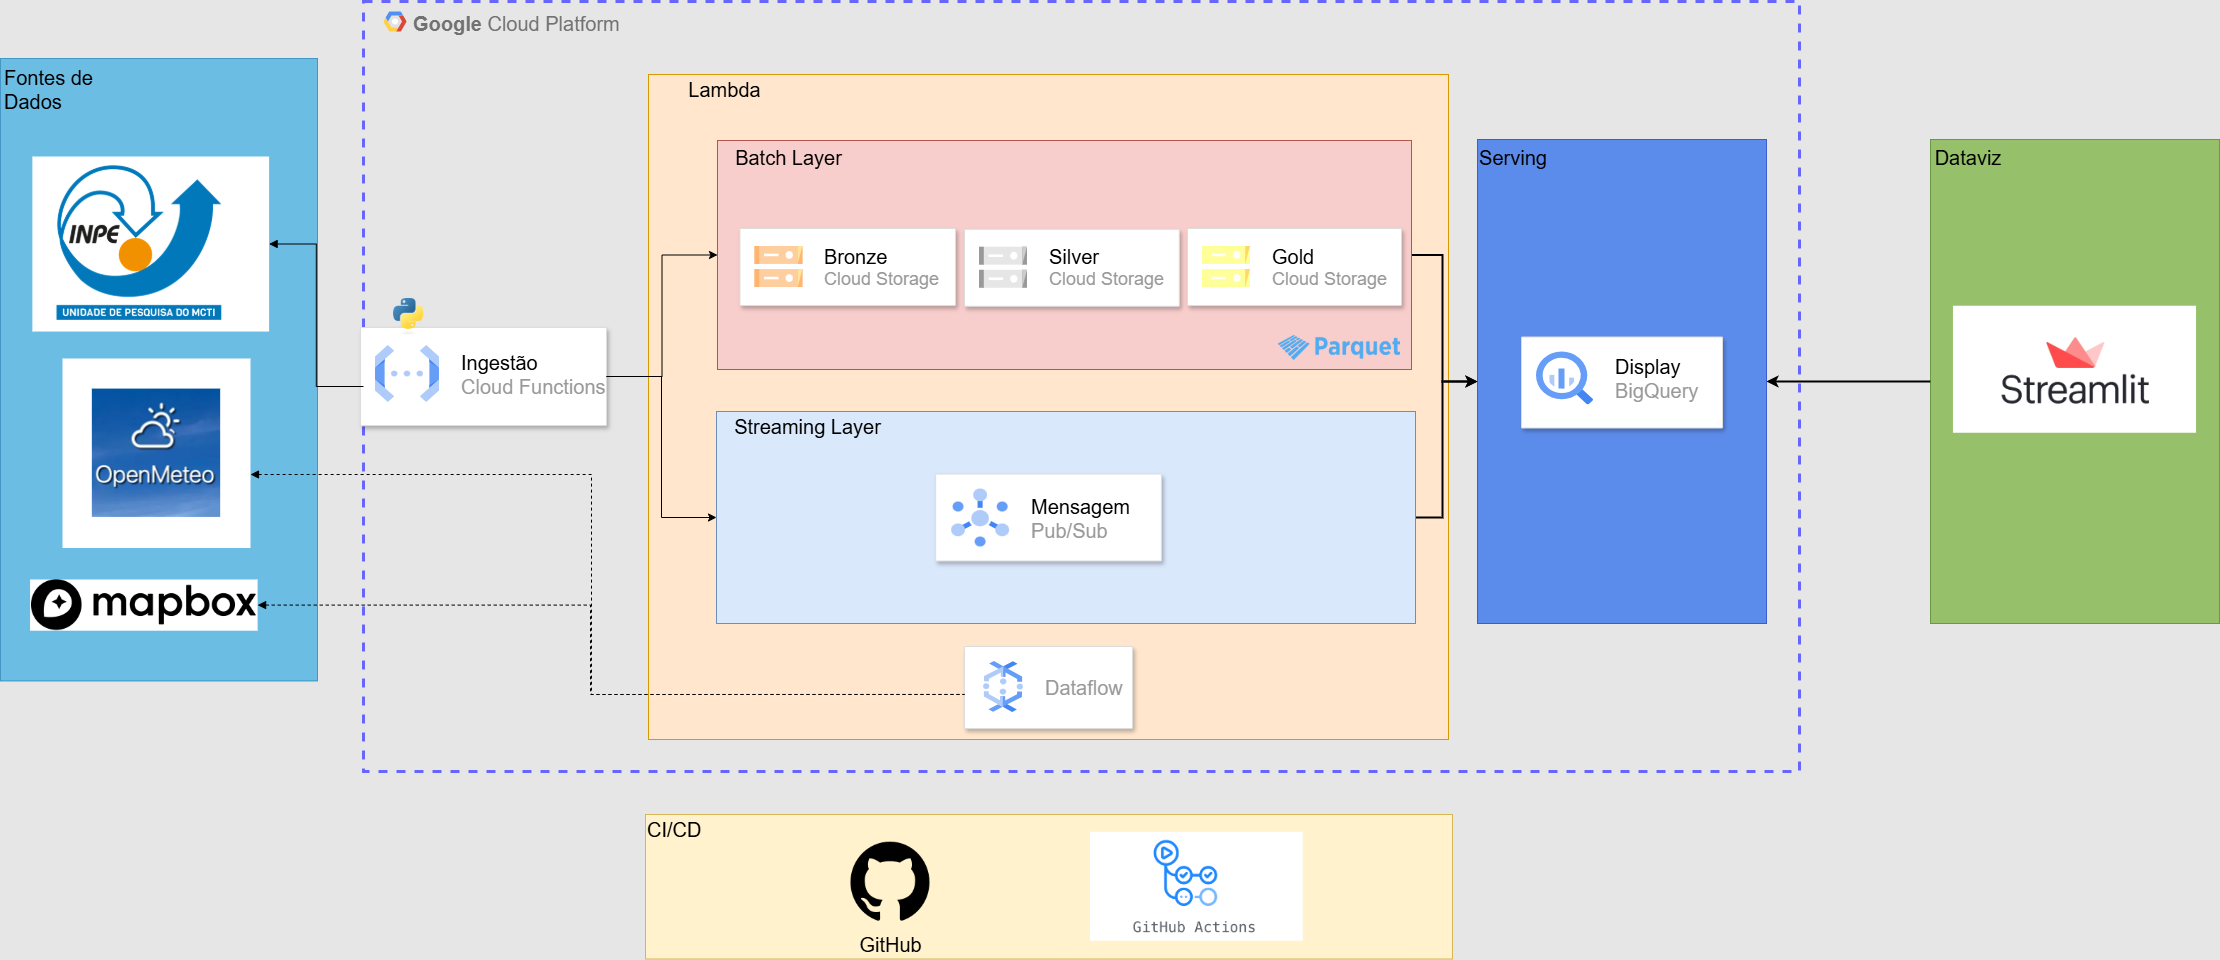 Google Cloud Platform
Fontes de
Dados
INPE
UNIDADE DE PESQUISA DO MCTI
OpenMeteo
mapbox
Ingestão
Cloud Functions
Lambda
Batch Layer
Bronze
Cloud Storage
Silver
Cloud Storage
Gold
Cloud Storage
Parquet
Streaming Layer
Mensagem
Pub/Sub
Dataflow
Serving
Display
BigQuery
Dataviz
Streamlit
CI/CD
GitHub
GitHub Actions